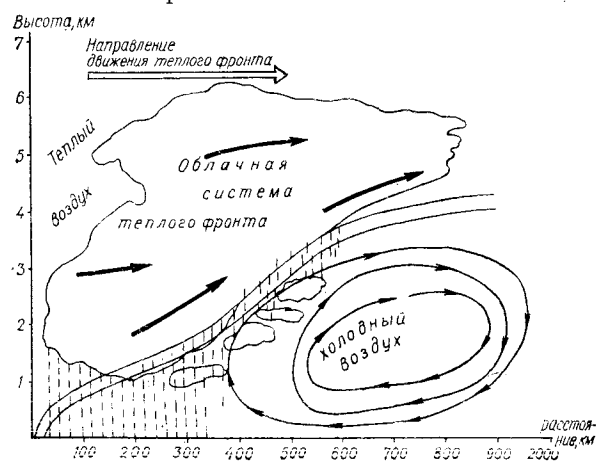 Высота, км
7
Направление
движения теплого фронта
6
Теплый
воздух
5
Облачная
система
теплого фронта
4
3
2
холодный
воздух
1
расстоя-
ние, км
100 200 300 400 500 600 700 800 900 2000